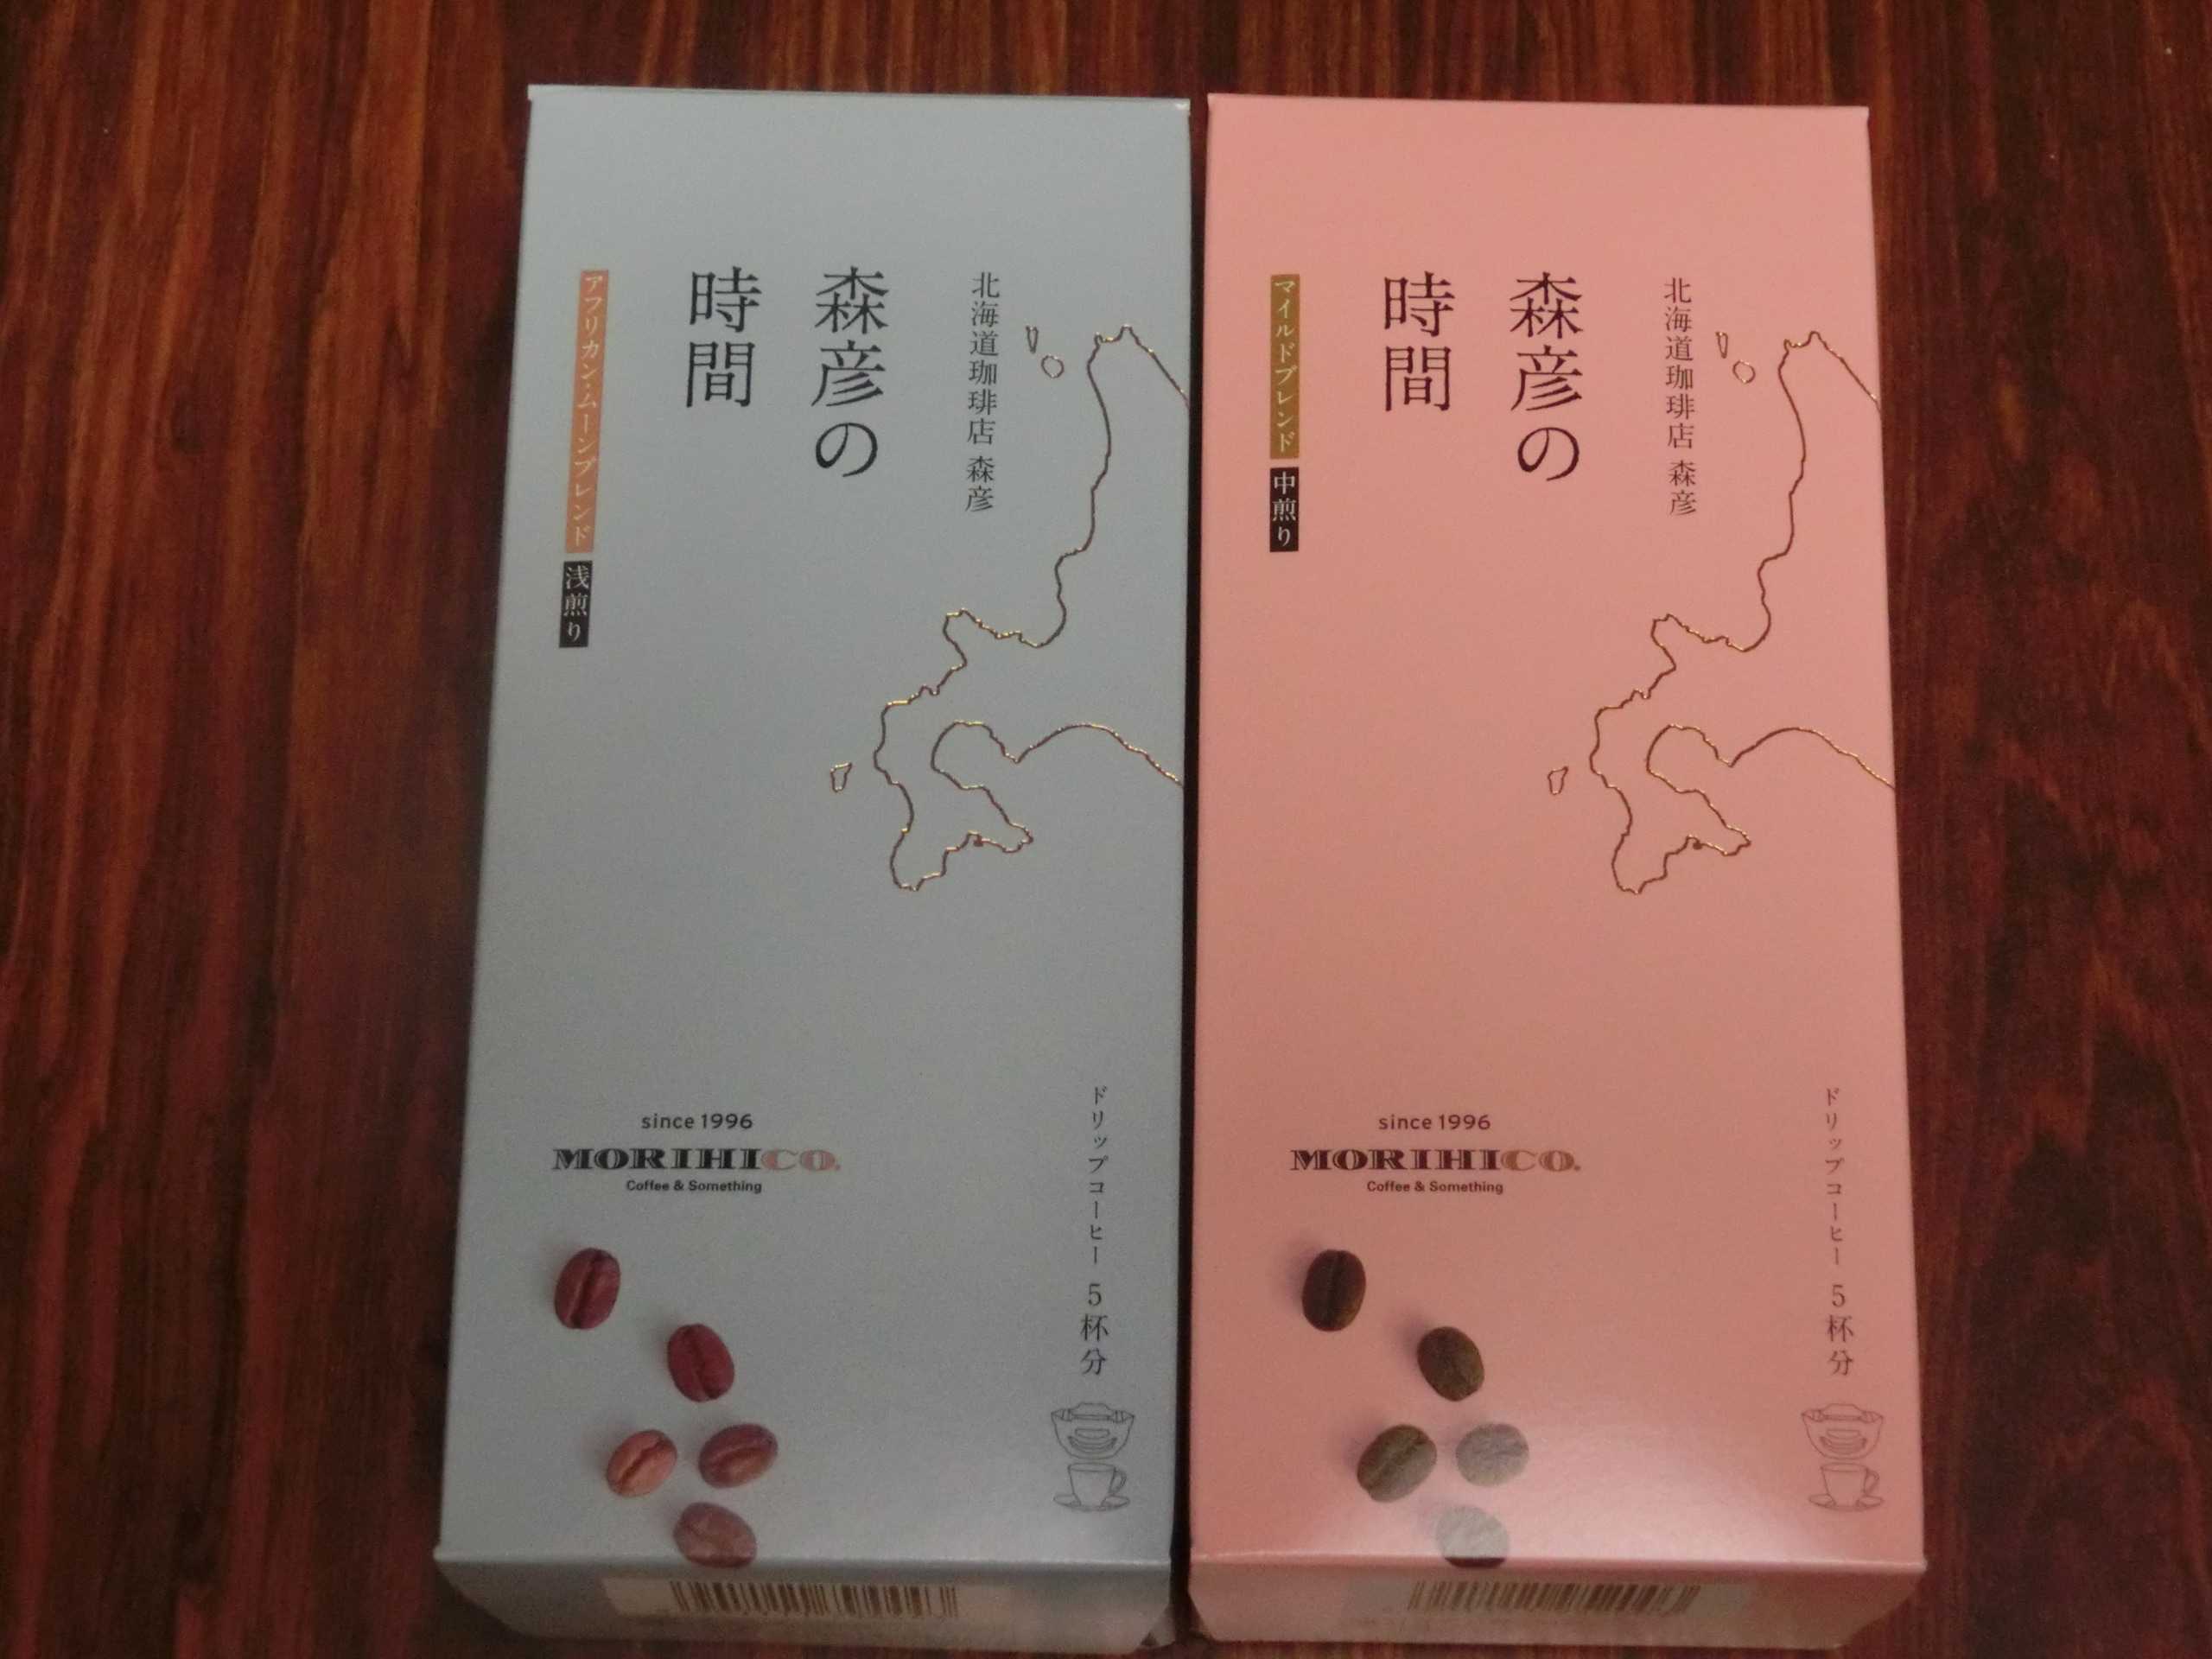 北海道珈琲店 森彦
森彦の
時間
アフリカン・ムーンブレンド
浅煎り
since 1996
MORIHICO.
Coffee & Something
ドリップコーヒー 5杯分
北海道珈琲店 森彦
森彦の
時間
マイルドブレンド
中煎り
since 1996
MORIHICO.
Coffee & Something
ドリップコーヒー 5杯分